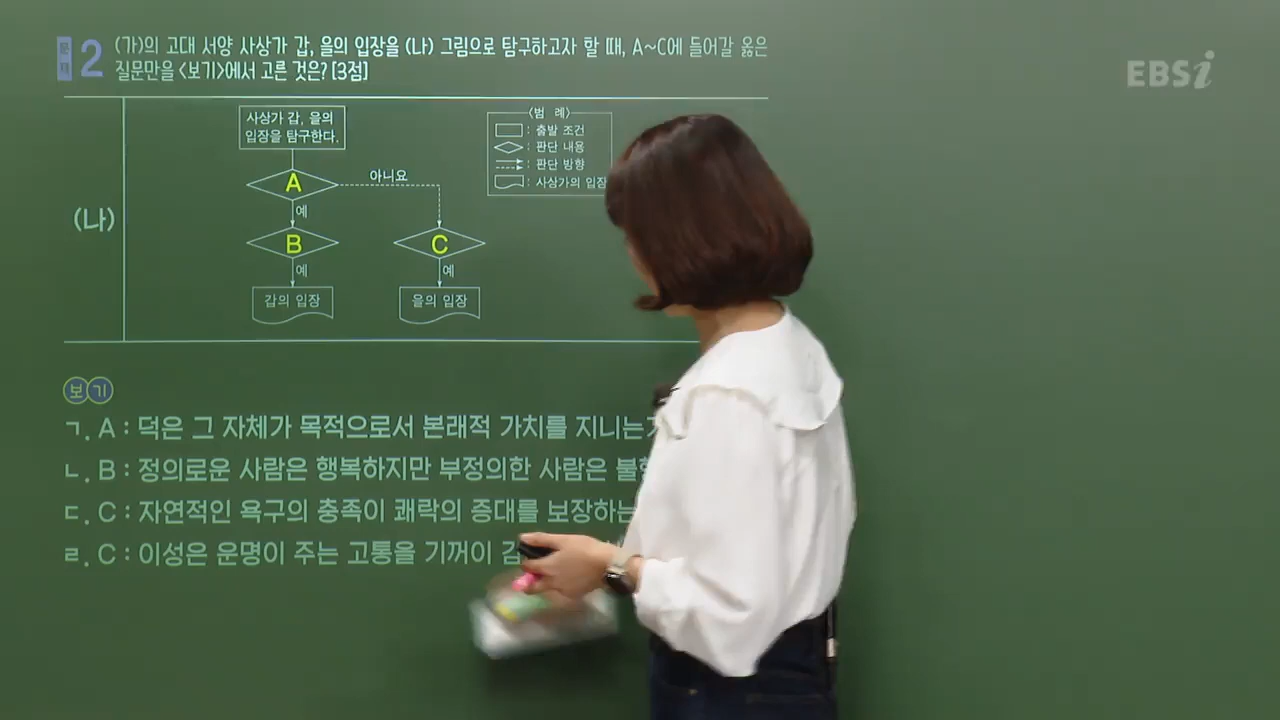 문제 2 (가)의 고대 서양 사상가 갑, 을의 입장을 (나) 그림으로 탐구하고자 할 때, A~C에 들어갈 옳은
질문만을 <보기>에서 고른 것은? [3점]
EBSi
(나)
사상가 갑, 을의
입장을 탐구한다.
<범 례>
: 출발 조건
: 판단 내용
: 판단 방향
: 사상가의 입장
A
아니요
예
B
C
예
예
갑의 입장
을의 입장
보기
ㄱ. A : 덕은 그 자체가 목적으로서 본래적 가치를 지니는
ㄴ. B : 정의로운 사람은 행복하지만 부정의한 사람은
ㄷ. C : 자연적인 욕구의 충족이 쾌락의 증대를 보장하는
ㄹ. C : 이성은 운명이 주는 고통을 기꺼이